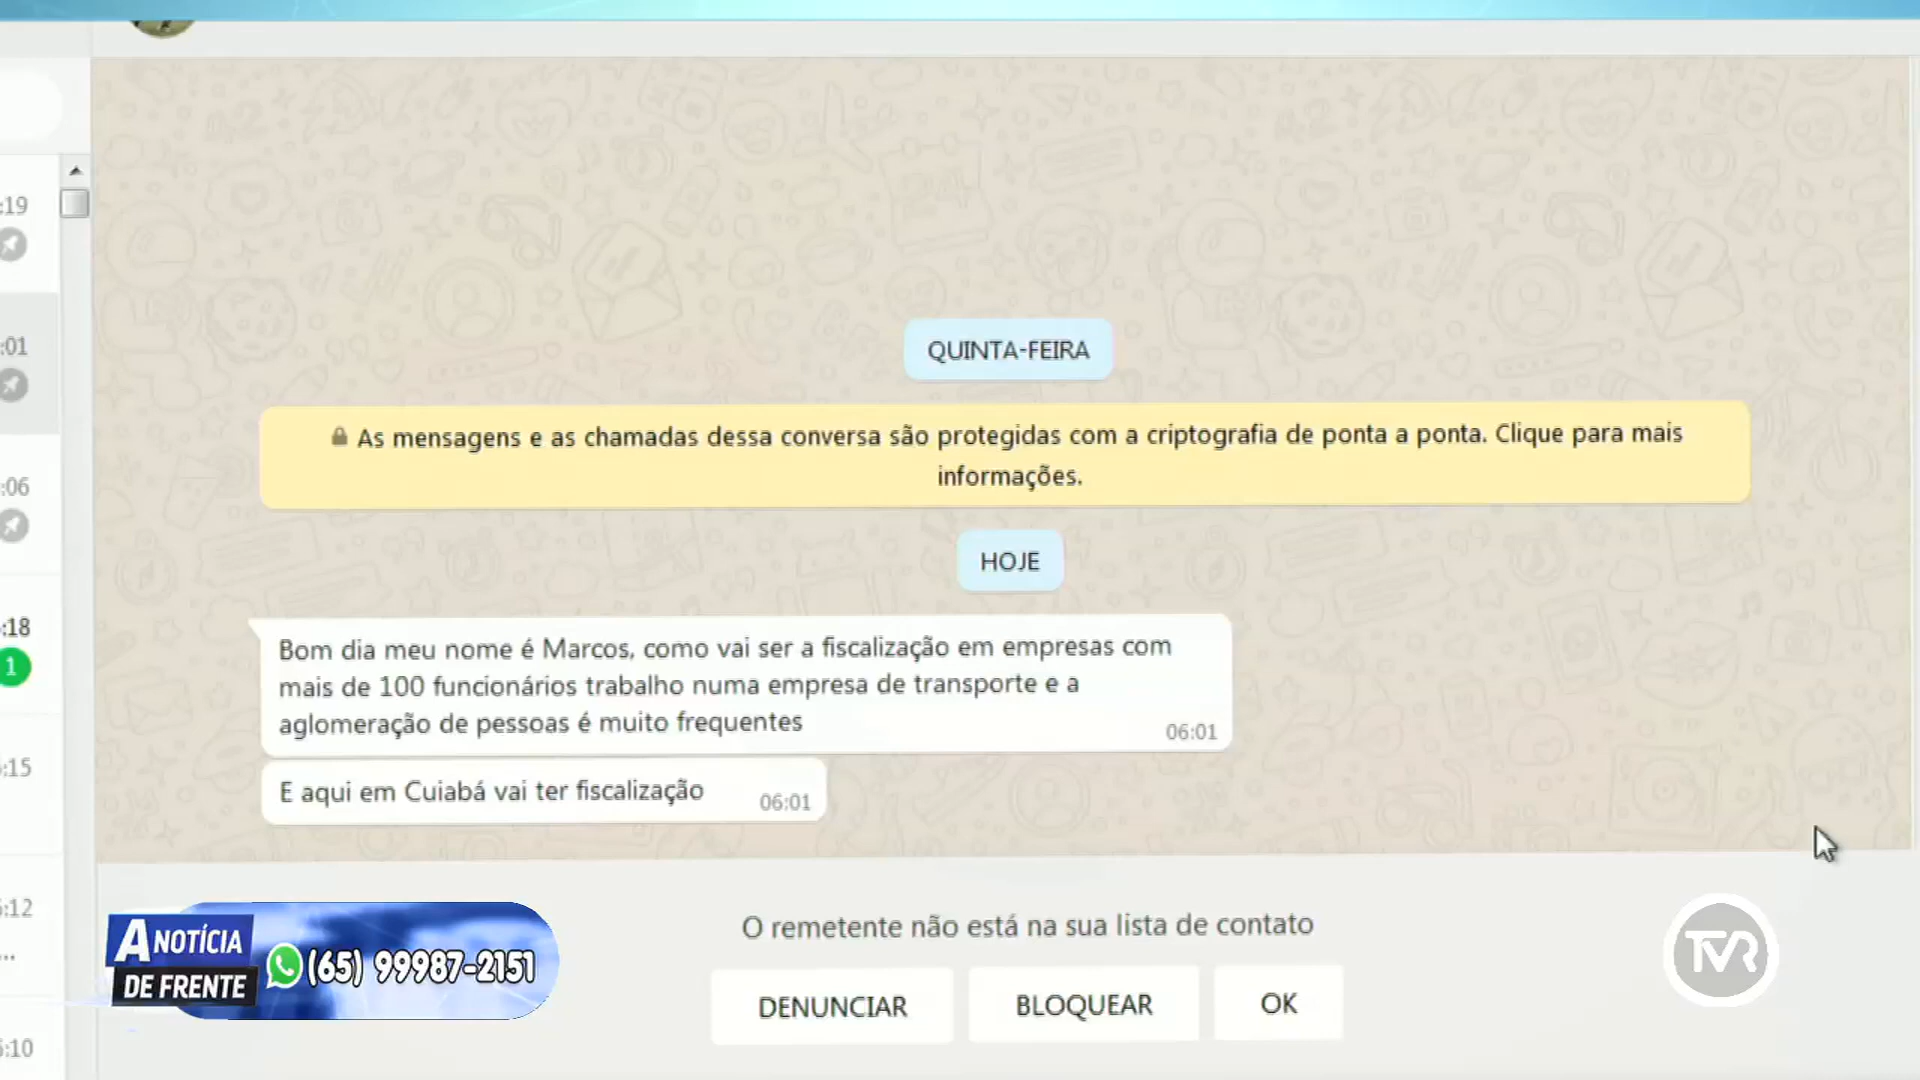 :19
:01
:06
:18
1
:15
:12
...
:10
QUINTA-FEIRA
As mensagens e as chamadas dessa conversa são protegidas com a criptografia de ponta a ponta. Clique para mais
informações.
HOJE
Bom dia meu nome é Marcos, como vai ser a fiscalização em empresas com
mais de 100 funcionários trabalho numa empresa de transporte e a
aglomeração de pessoas é muito frequentes
06:01
E aqui em Cuiabá vai ter fiscalização
06:01
O remetente não está na sua lista de contato
DENUNCIAR
BLOQUEAR
OK
A NOTÍCIA
DE FRENTE
(65) 99987-2151
TVR